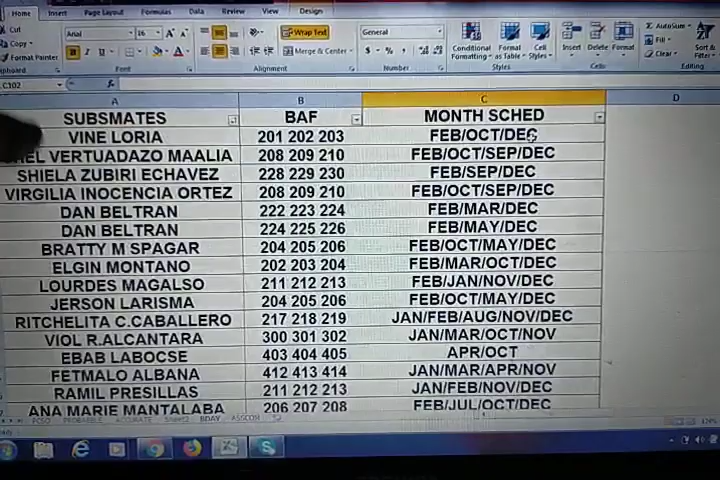 Home Insert Page Layout Formulas Data Review View Design
Cut Arial 16 Wrap Text General AutoSum
Copy Fill
Format Painter Merge & Center Conditional Formatting Format as Table Cell Styles Insert Delete Format Clear Sort & Filter
Font Alignment Number Styles Cells Editing
C102
A B C D
SUBSMATES BAF MONTH SCHED
VINE LORIA 201 202 203 FEB/OCT/DEC
VERTUADAZO MAALIA 208 209 210 FEB/OCT/SEP/DEC
SHIELA ZUBIRI ECHAVEZ 228 229 230 FEB/SEP/DEC
VIRGILIA INOCENCIA ORTEZ 208 209 210 FEB/OCT/SEP/DEC
DAN BELTRAN 222 223 224 FEB/MAR/DEC
DAN BELTRAN 224 225 226 FEB/MAY/DEC
BRATTY M SPAGAR 204 205 206 FEB/OCT/MAY/DEC
ELGIN MONTANO 202 203 204 FEB/MAR/OCT/DEC
LOURDES MAGALSO 211 212 213 FEB/JAN/NOV/DEC
JERSON LARISMA 204 205 206 FEB/OCT/MAY/DEC
RITCHELITA C.CABALLERO 217 218 219 JAN/FEB/AUG/NOV/DEC
VIOL R.ALCANTARA 300 301 302 JAN/MAR/OCT/NOV
EBAB LABOCSE 403 404 405 APR/OCT
FETMALO ALBANA 412 413 414 JAN/MAR/APR/NOV
RAMIL PRESILLAS 211 212 213 JAN/FEB/NOV/DEC
ANA MARIE MANTALABA 206 207 208 FEB/JUL/OCT/DEC
PCSO PROBABLE ACCURATE Sheet2 BDAY